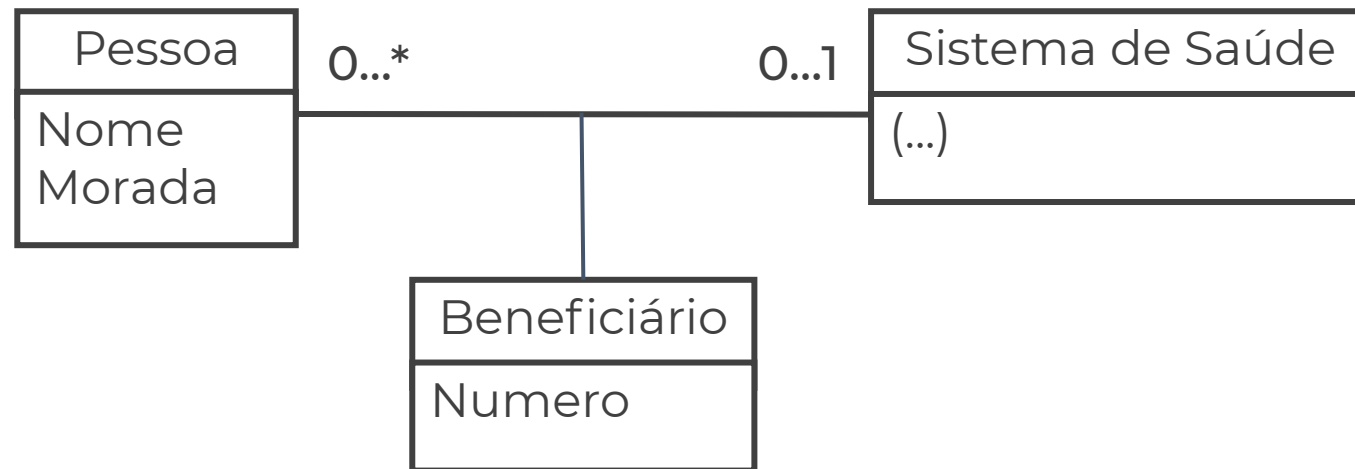 Pessoa
0...*
0...1
Sistema de Saúde
Nome
Morada
(...)
Beneficiário
Numero